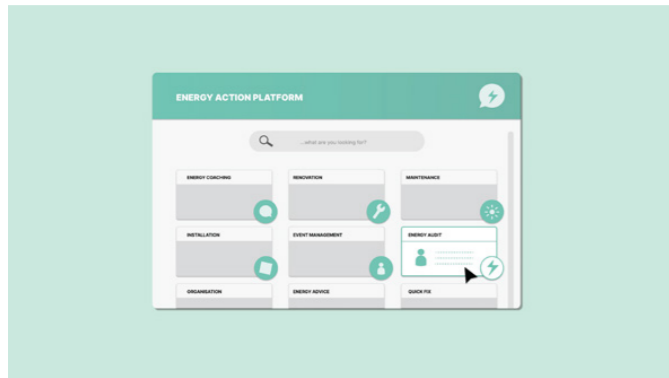 ENERGY ACTION PLATFORM
...what are you looking for?
ENERGY COACHING
RENOVATION
MAINTENANCE
INSTALLATION
EVENT MANAGEMENT
ENERGY AUDIT
ORGANISATION
ENERGY ADVICE
QUICK FIX